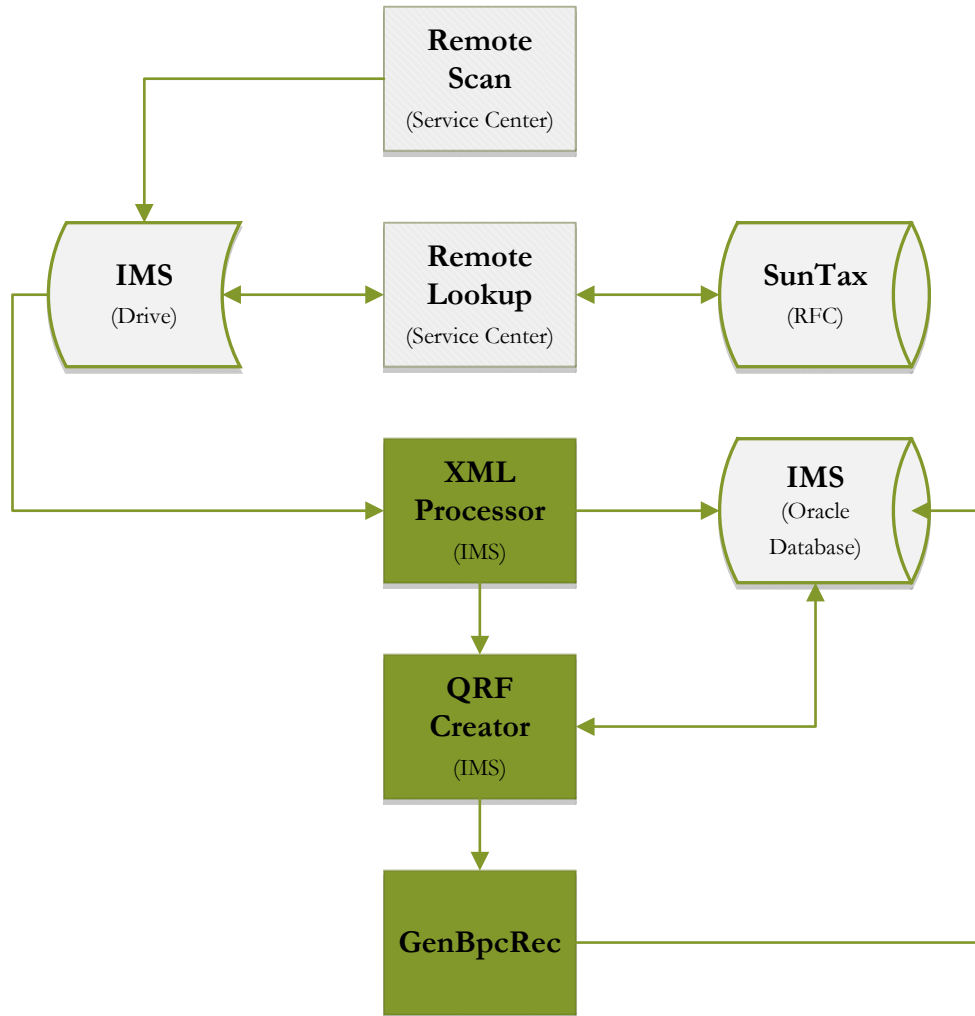 Remote
Scan
(Service Center)
IMS
(Drive)
Remote
Lookup
(Service Center)
SunTax
(RFC)
XML
Processor
(IMS)
IMS
(Oracle
Database)
QRF
Creator
(IMS)
GenBpcRec